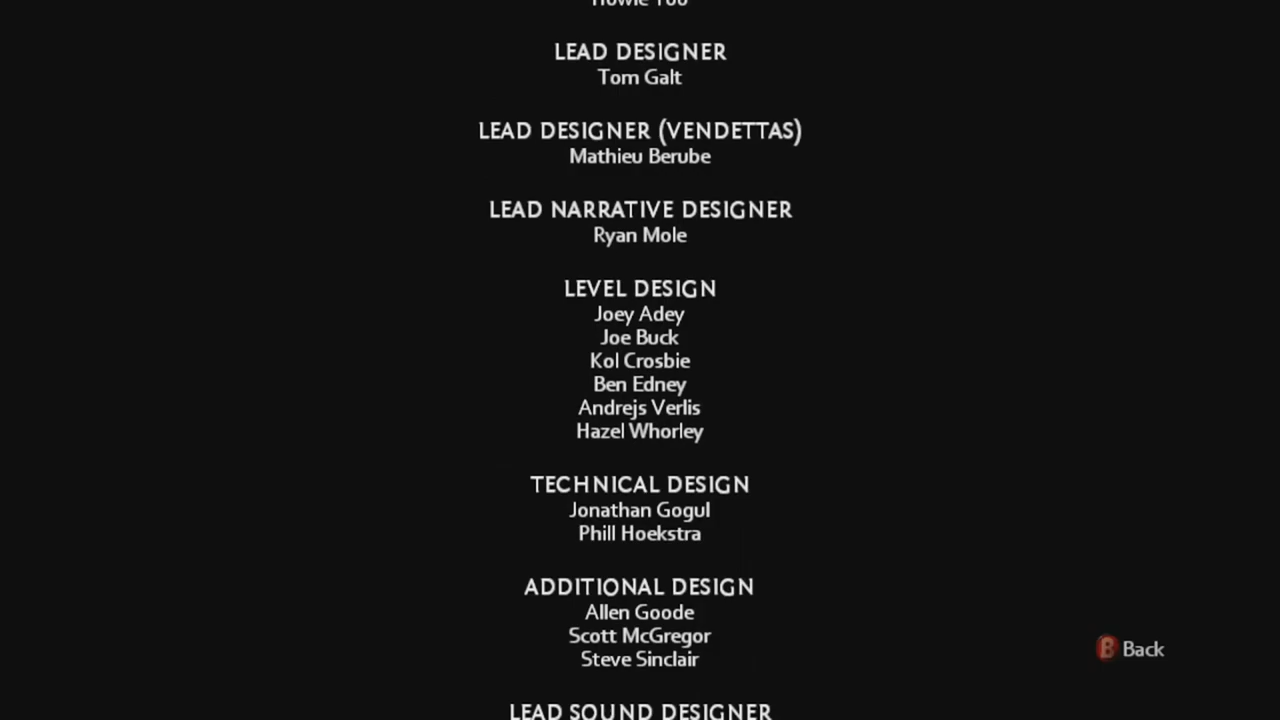 LEAD DESIGNER
Tom Galt
LEAD DESIGNER (VENDETTAS)
Mathieu Berube
LEAD NARRATIVE DESIGNER
Ryan Mole
LEVEL DESIGN
Joey Adey
Joe Buck
Kol Crosbie
Ben Edney
Andrejs Verlis
Hazel Whorley
TECHNICAL DESIGN
Jonathan Gogul
Phill Hoekstra
ADDITIONAL DESIGN
Allen Goode
Scott McGregor
Steve Sinclair
B Back
LEAD SOUND DESIGNER